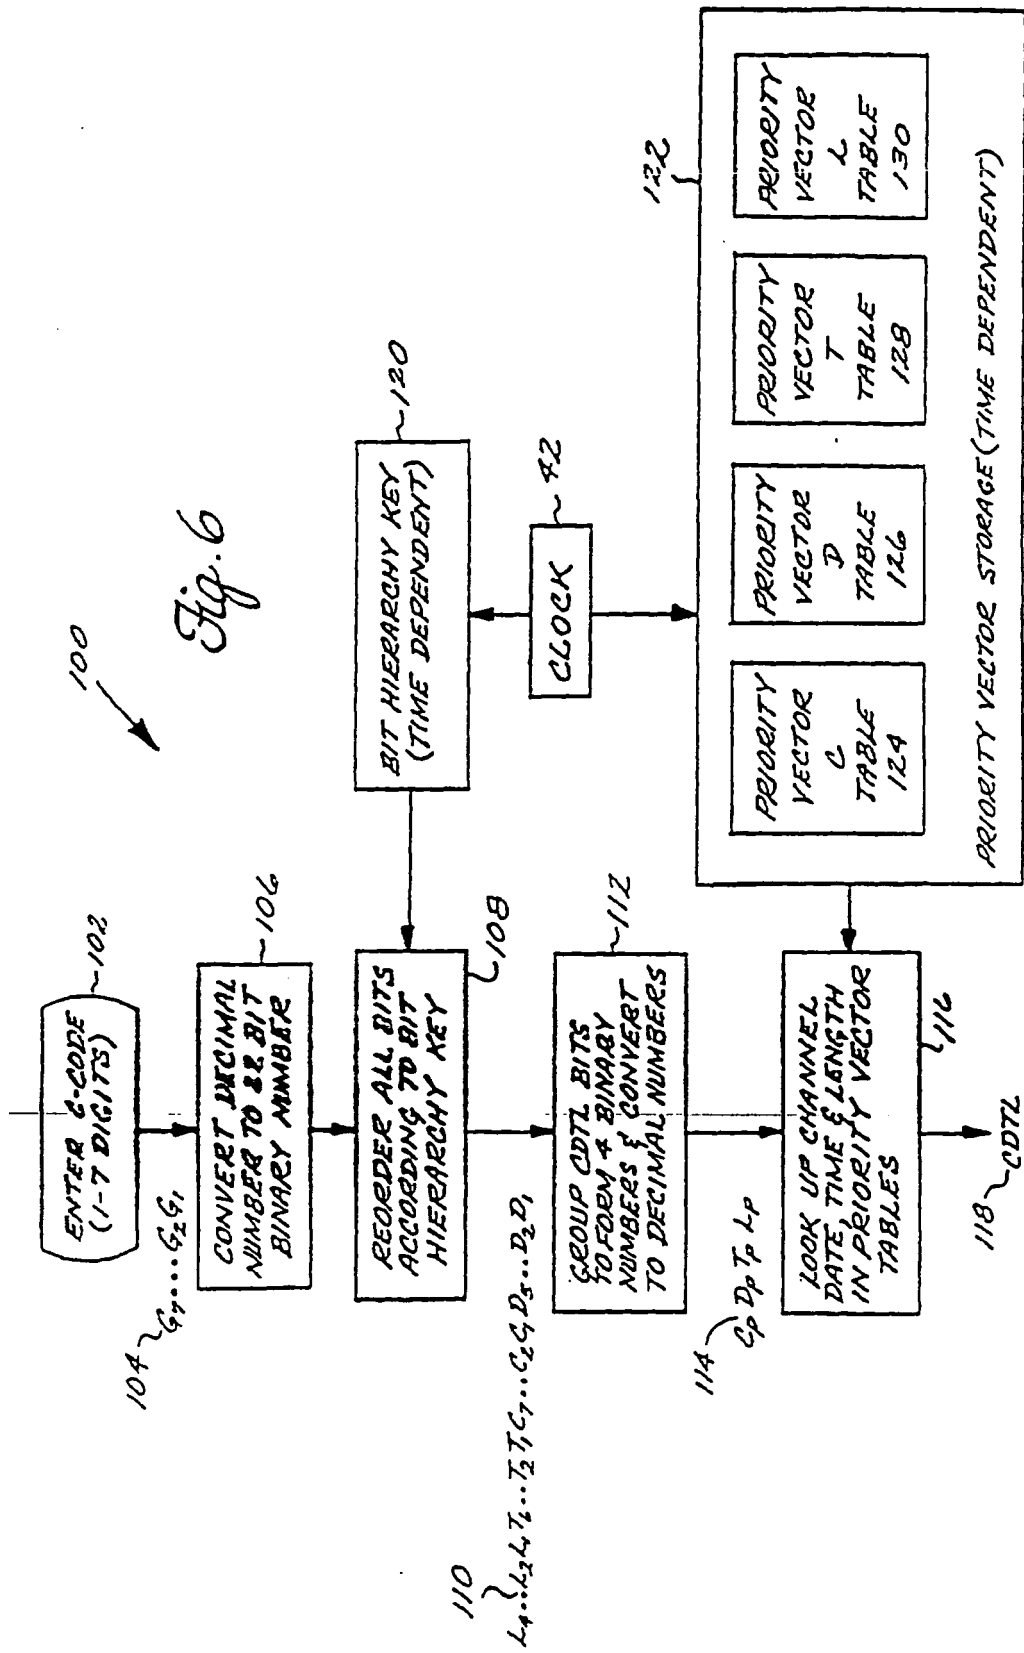 Fig. 6
100
ENTER G-CODE
(1-7 DIGITS)
102
104
G7....G2G1
CONVERT DECIMAL
NUMBER TO 22 BIT
BINARY NUMBER
106
REORDER ALL BITS
ACCORDING TO BIT
HIERARCHY KEY
108
BIT HIERARCHY KEY
(TIME DEPENDENT)
120
CLOCK
42
110
L4...L2L1T6..T2T1C7..C2C1D5..D2D1
GROUP CDTL BITS
TO FORM 4 BINARY
NUMBERS & CONVERT
TO DECIMAL NUMBERS
112
114
CP DP TP LP
LOOK UP CHANNEL
DATE, TIME & LENGTH
IN PRIORITY VECTOR
TABLES
116
118
CDTL
122
PRIORITY
VECTOR
C
TABLE
124
PRIORITY
VECTOR
D
TABLE
126
PRIORITY
VECTOR
T
TABLE
128
PRIORITY
VECTOR
L
TABLE
130
PRIORITY VECTOR STORAGE (TIME DEPENDENT)